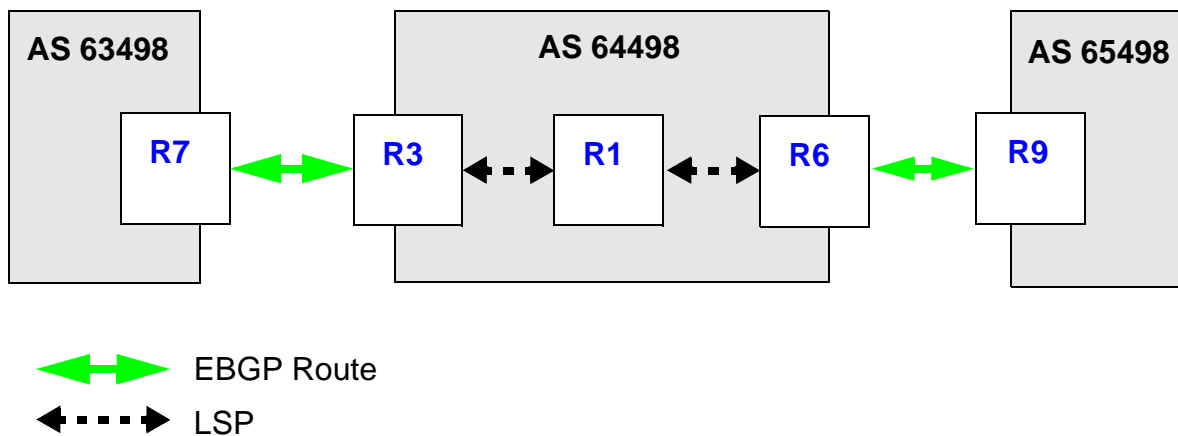 AS 63498
AS 64498
AS 65498
R7
R3
R1
R6
R9
EBGP Route
LSP